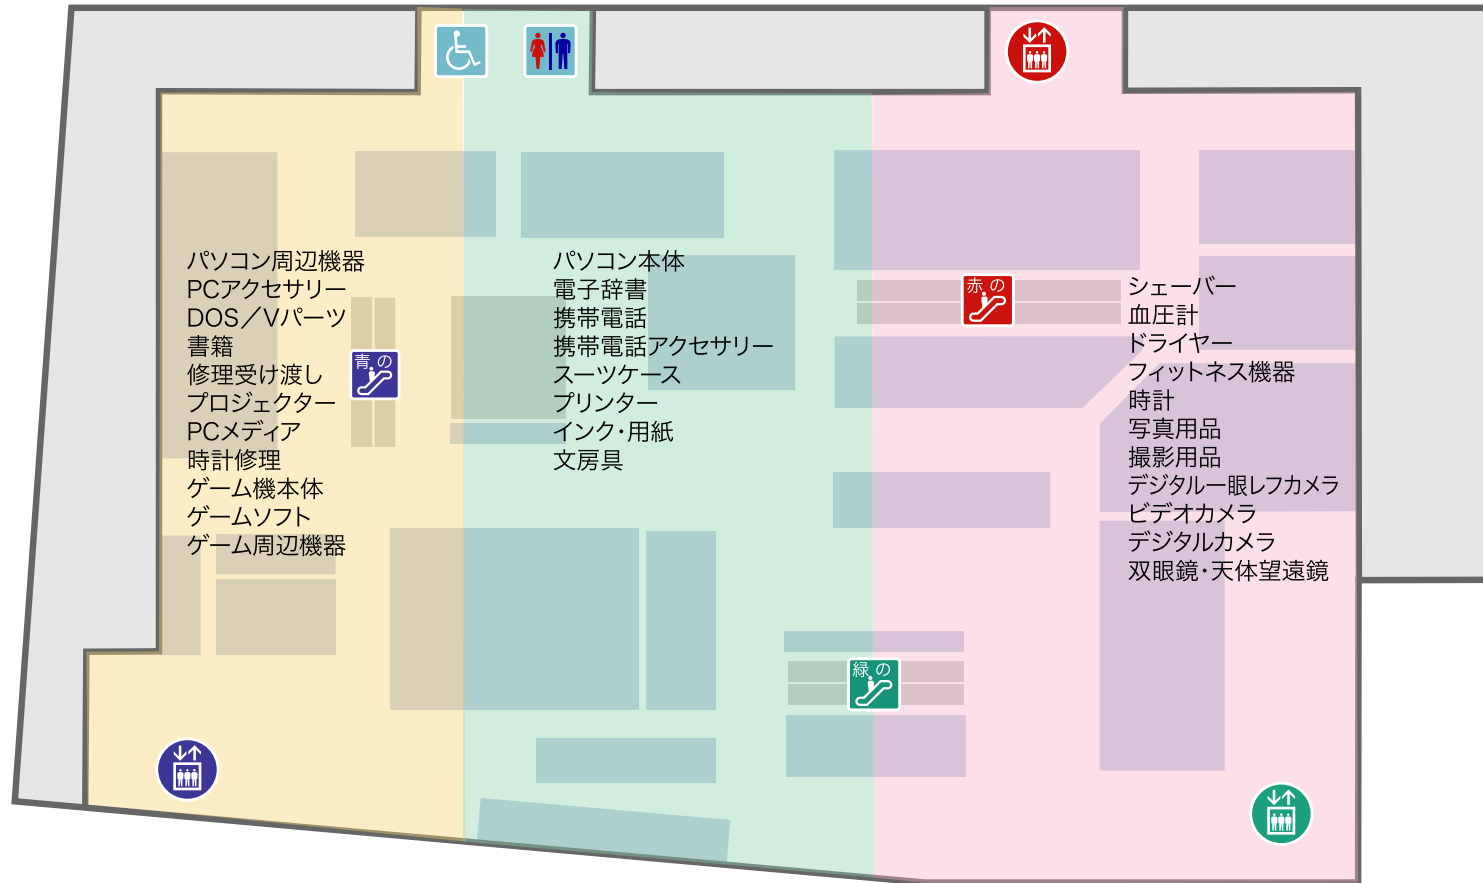 パソコン周辺機器
PCアクセサリー
DOS／Vパーツ
書籍
修理受け渡し
プロジェクター
PCメディア
時計修理
ゲーム機本体
ゲームソフト
ゲーム周辺機器
青の
パソコン本体
電子辞書
携帯電話
携帯電話アクセサリー
スーツケース
プリンター
インク・用紙
文房具
赤の
シェーバー
血圧計
ドライヤー
フィットネス機器
時計
写真用品
撮影用品
デジタル一眼レフカメラ
ビデオカメラ
デジタルカメラ
双眼鏡・天体望遠鏡
緑の